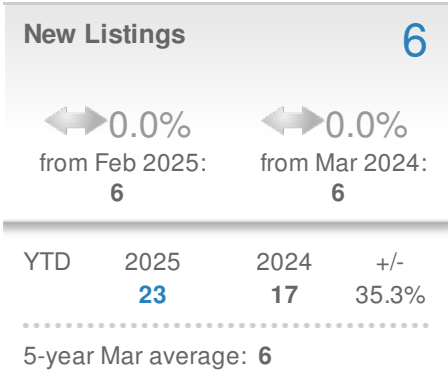 New Listings 6
0.0% 0.0%
from Feb 2025: from Mar 2024:
6 6
YTD 2025 2024 +/-
23 17 35.3%
5-year Mar average: 6